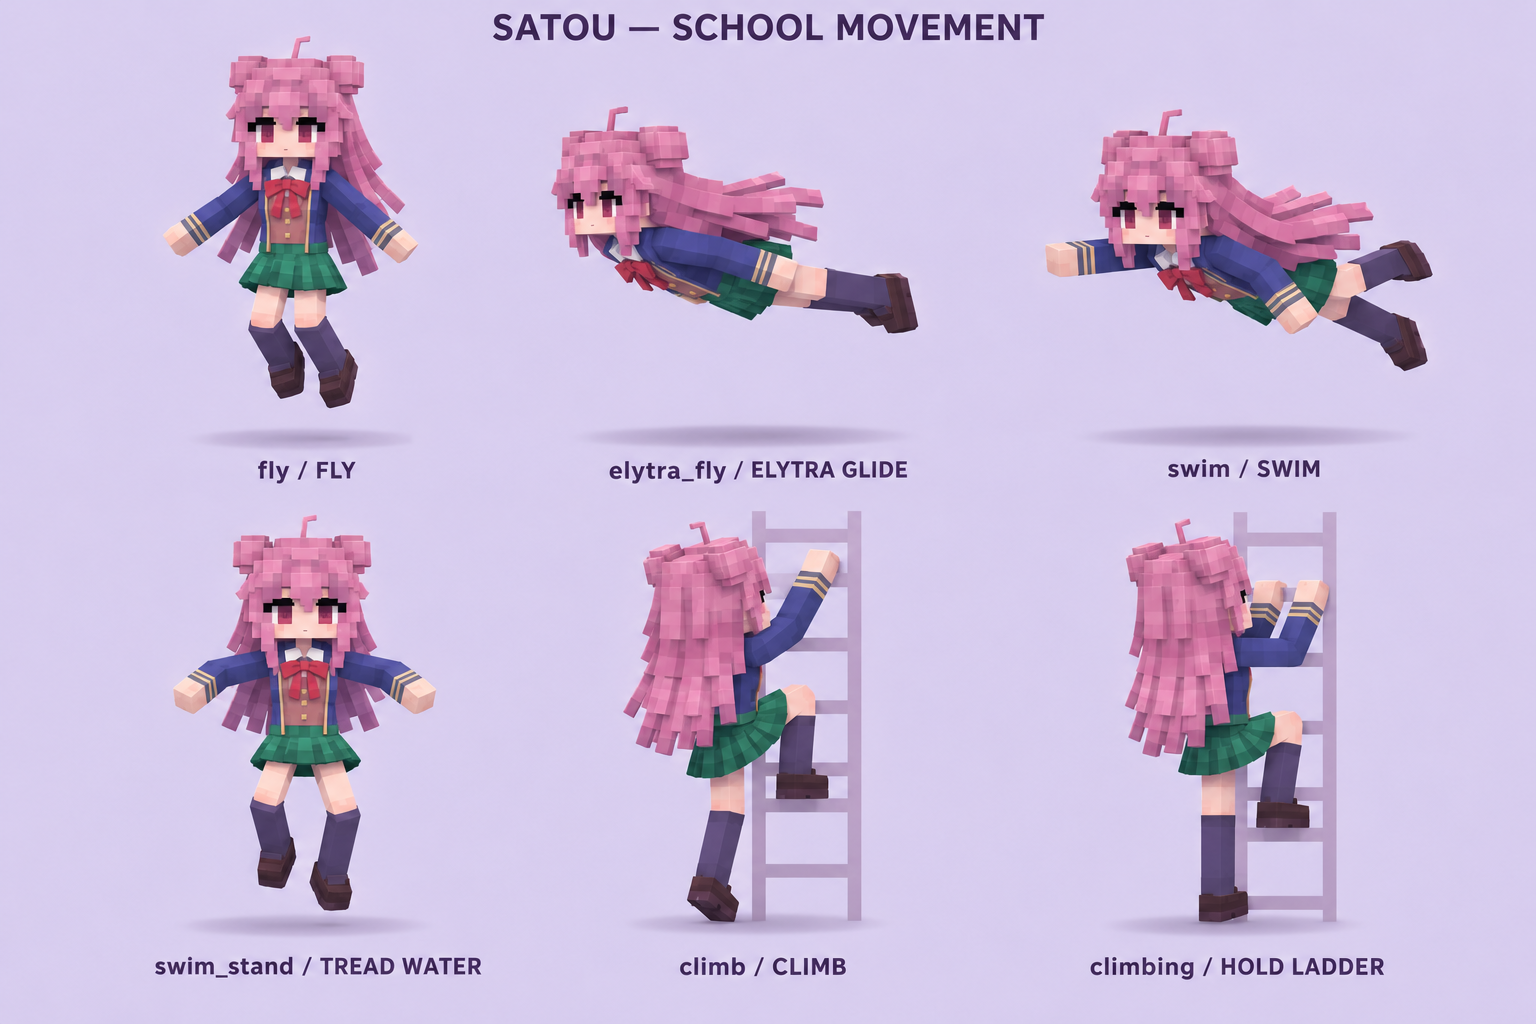 SATOU — SCHOOL MOVEMENT
fly / FLY
elytra_fly / ELYTRA GLIDE
swim / SWIM
swim_stand / TREAD WATER
climb / CLIMB
climbing / HOLD LADDER